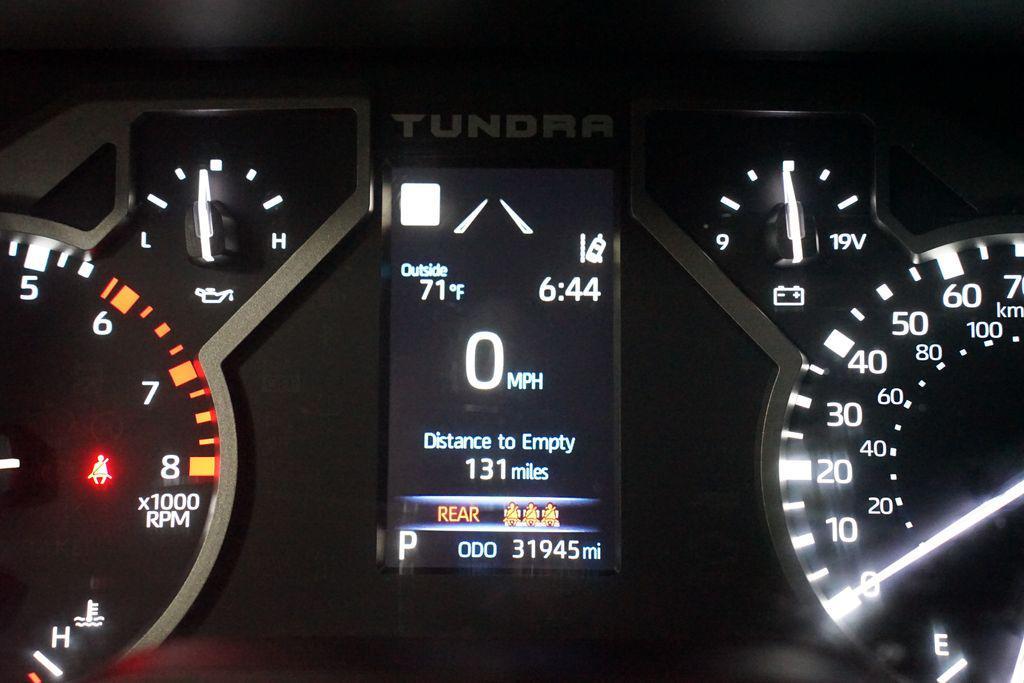 TUNDRA
L H
9 19V
Outside
71°F 6:44
0 MPH
Distance to Empty
131 miles
REAR
P ODO 31945 mi
5
6
7
8
x1000
RPM
H
70
60
50
40
30
20
10
0
km
100
80
60
40
20
E